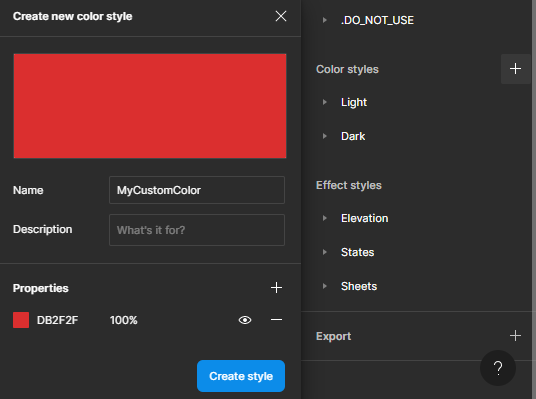 Create new color style
Name
MyCustomColor
Description
What's it for?
Properties
DB2F2F
100%
Create style
.DO_NOT_USE
Color styles
Light
Dark
Effect styles
Elevation
States
Sheets
Export
?